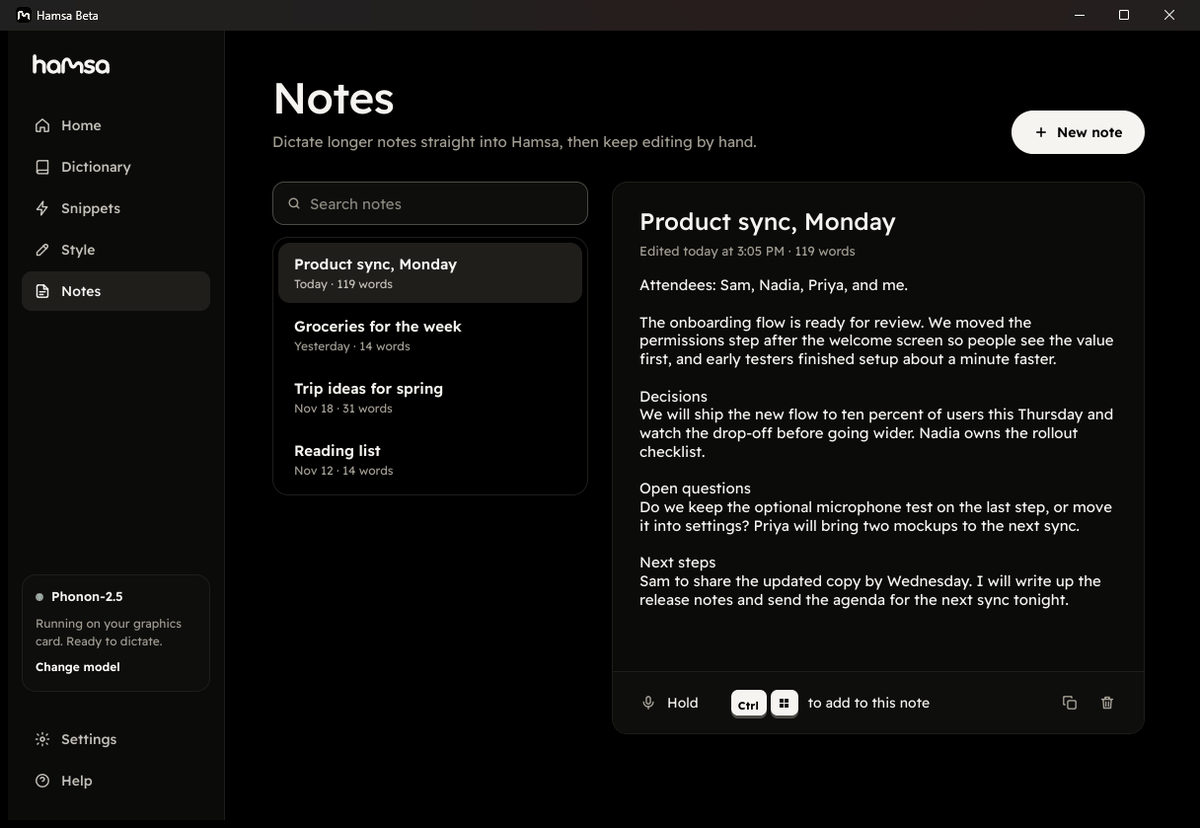 Hamsa Beta
hamsa
Home
Dictionary
Snippets
Style
Notes
Phonon-2.5
Running on your graphics
card. Ready to dictate.
Change model
Settings
Help
Notes
Dictate longer notes straight into Hamsa, then keep editing by hand.
+ New note
Search notes
Product sync, Monday
Today · 119 words
Groceries for the week
Yesterday · 14 words
Trip ideas for spring
Nov 18 · 31 words
Reading list
Nov 12 · 14 words
Product sync, Monday
Edited today at 3:05 PM · 119 words
Attendees: Sam, Nadia, Priya, and me.
The onboarding flow is ready for review. We moved the
permissions step after the welcome screen so people see the value
first, and early testers finished setup about a minute faster.
Decisions
We will ship the new flow to ten percent of users this Thursday and
watch the drop-off before going wider. Nadia owns the rollout
checklist.
Open questions
Do we keep the optional microphone test on the last step, or move
it into settings? Priya will bring two mockups to the next sync.
Next steps
Sam to share the updated copy by Wednesday. I will write up the
release notes and send the agenda for the next sync tonight.
Hold Ctrl to add to this note